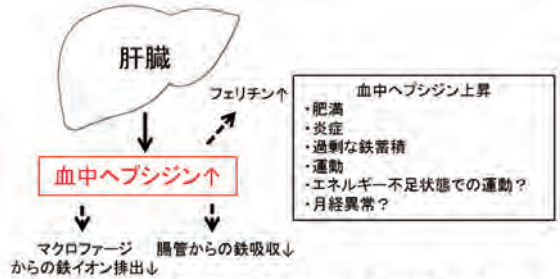 肝臓
フェリチン↑
血中ヘプシジン↑
マクロファージ
からの鉄イオン排出↓
腸管からの鉄吸収↓
血中ヘプシジン上昇
・肥満
・炎症
・過剰な鉄蓄積
・運動
・エネルギー不足状態での運動？
・月経異常？